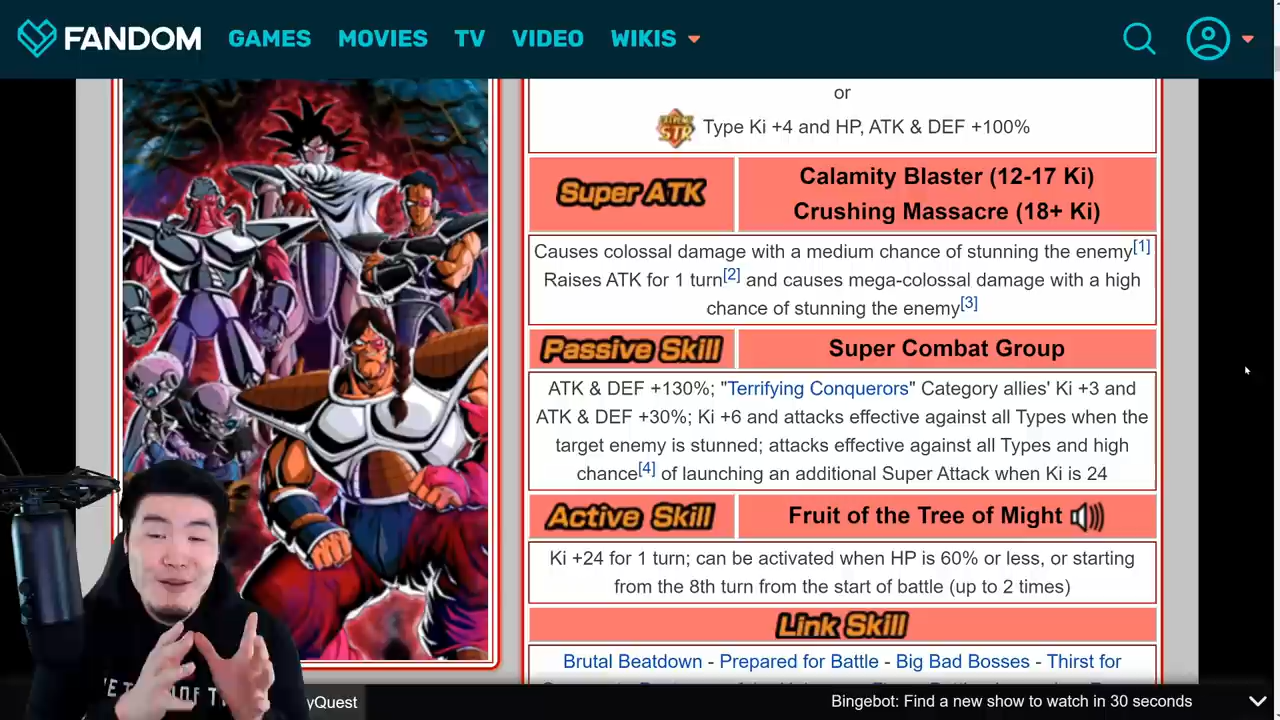 FANDOM GAMES MOVIES TV VIDEO WIKIS
or
EXTREME STR Type Ki +4 and HP, ATK & DEF +100%
Super ATK
Calamity Blaster (12-17 Ki)
Crushing Massacre (18+ Ki)
Causes colossal damage with a medium chance of stunning the enemy[1]
Raises ATK for 1 turn[2] and causes mega-colossal damage with a high
chance of stunning the enemy[3]
Passive Skill
Super Combat Group
ATK & DEF +130%; "Terrifying Conquerors" Category allies' Ki +3 and
ATK & DEF +30%; Ki +6 and attacks effective against all Types when the
target enemy is stunned; attacks effective against all Types and high
chance[4] of launching an additional Super Attack when Ki is 24
Active Skill
Fruit of the Tree of Might
Ki +24 for 1 turn; can be activated when HP is 60% or less, or starting
from the 8th turn from the start of battle (up to 2 times)
Link Skill
Brutal Beatdown - Prepared for Battle - Big Bad Bosses - Thirst for
yQuest
Bingebot: Find a new show to watch in 30 seconds